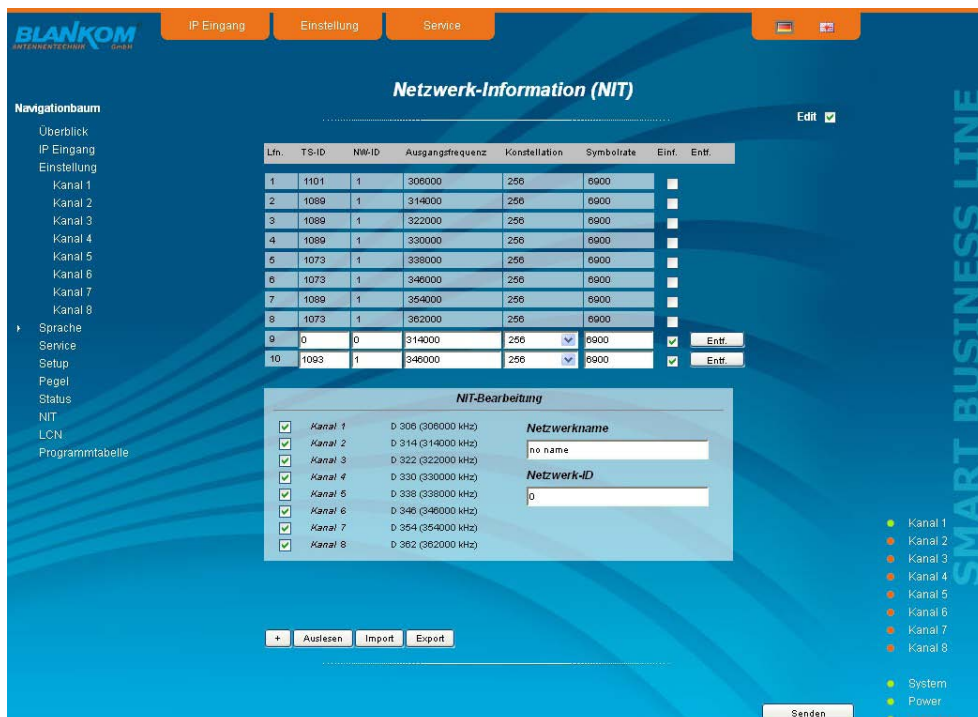 BLANKOM
ANTENNENTECHNIK GmbH
IP Eingang Einstellung Service
Netzwerk-Information (NIT)
Edit
Navigationbaum
Überblick
IP Eingang
Einstellung
Kanal 1
Kanal 2
Kanal 3
Kanal 4
Kanal 5
Kanal 6
Kanal 7
Kanal 8
Sprache
Service
Setup
Pegel
Status
NIT
LCN
Programmtabelle
Lfn. TS-ID NW-ID Ausgangsfrequenz Konstellation Symbolrate Einf. Entf.
1 1101 1 306000 256 6900
2 1089 1 314000 256 6900
3 1089 1 322000 256 6900
4 1089 1 330000 256 6900
5 1073 1 338000 256 6900
6 1073 1 346000 256 6900
7 1089 1 354000 256 6900
8 1073 1 362000 256 6900
9 0 0 314000 256 6900 Entf.
10 1093 1 346000 256 6900 Entf.
NIT-Bearbeitung
Kanal 1 D 306 (306000 kHz)
Kanal 2 D 314 (314000 kHz)
Kanal 3 D 322 (322000 kHz)
Kanal 4 D 330 (330000 kHz)
Kanal 5 D 338 (338000 kHz)
Kanal 6 D 346 (346000 kHz)
Kanal 7 D 354 (354000 kHz)
Kanal 8 D 362 (362000 kHz)
Netzwerkname
no name
Netzwerk-ID
0
+ Auslesen Import Export
SMART BUSINESS LINE
Kanal 1
Kanal 2
Kanal 3
Kanal 4
Kanal 5
Kanal 6
Kanal 7
Kanal 8
System
Power
Senden